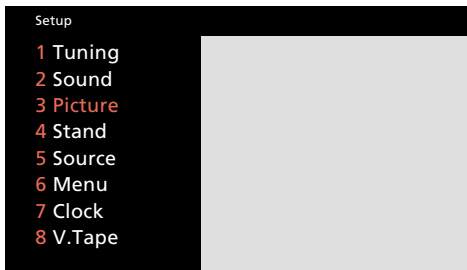 Setup
1 Tuning
2 Sound
3 Picture
4 Stand
5 Source
6 Menu
7 Clock
8 V.Tape